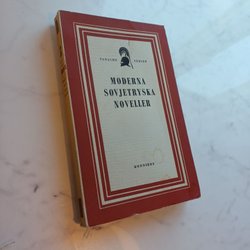 PANACHE SERIEN
MODERNA
SOVJETRYSKA
NOVELLER
BONNIERS